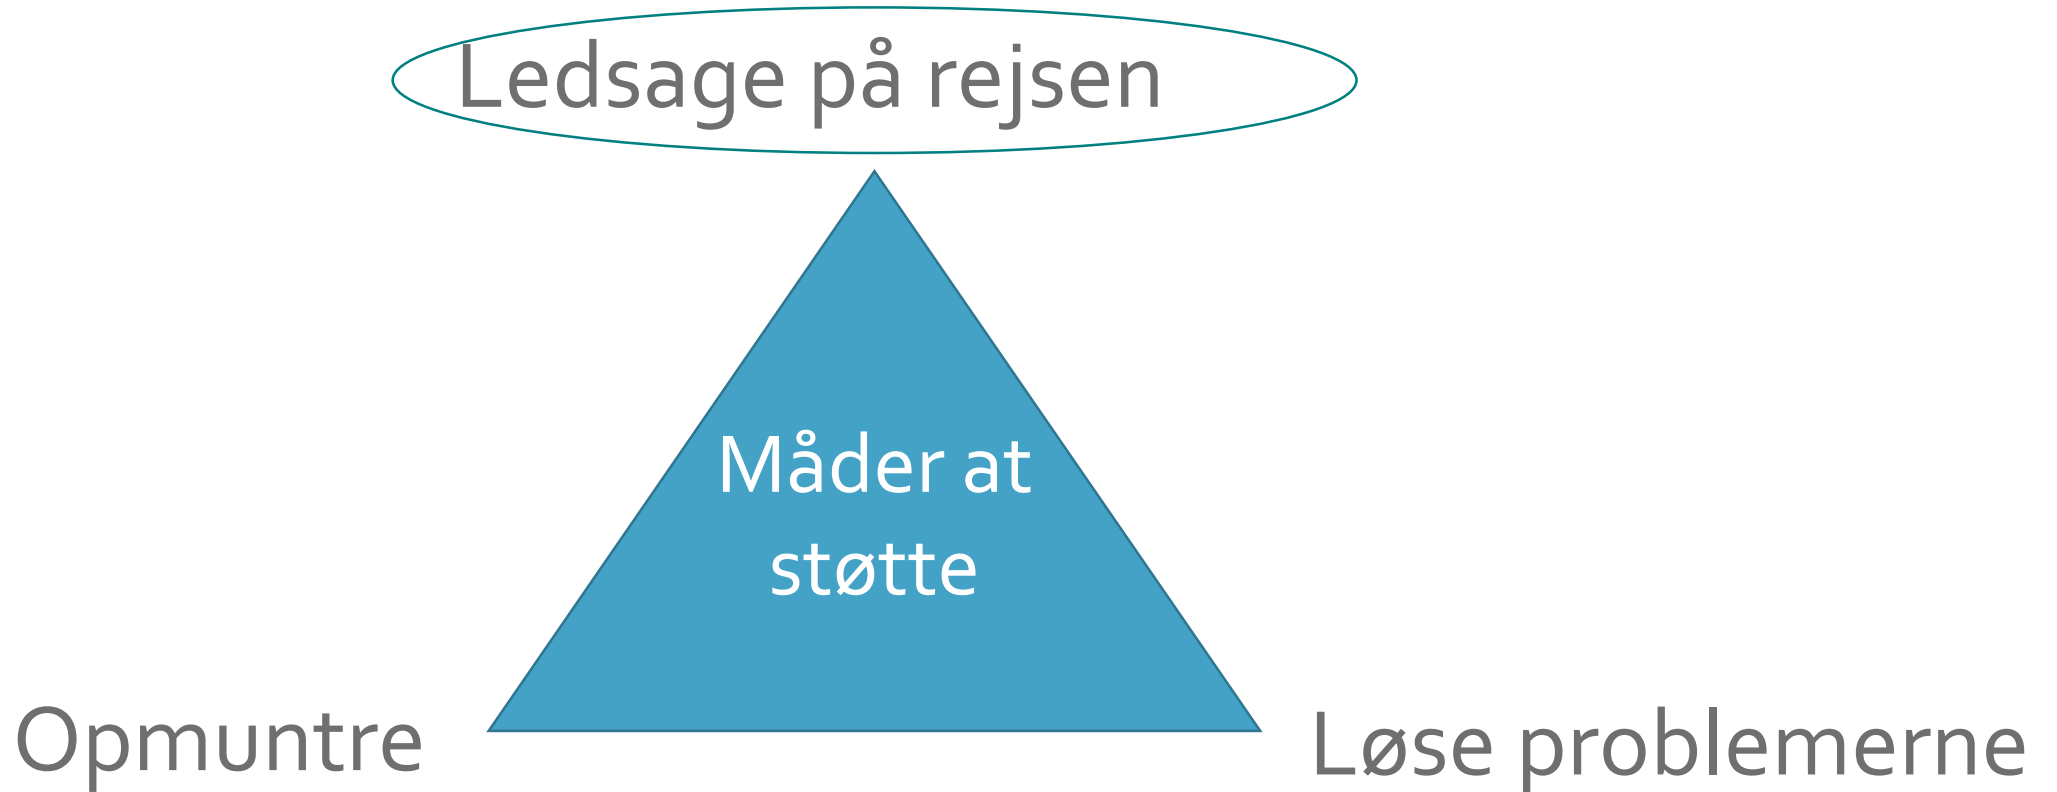 Ledsage på rejsen
Måder at
støtte
Opmuntre
Løse problemerne